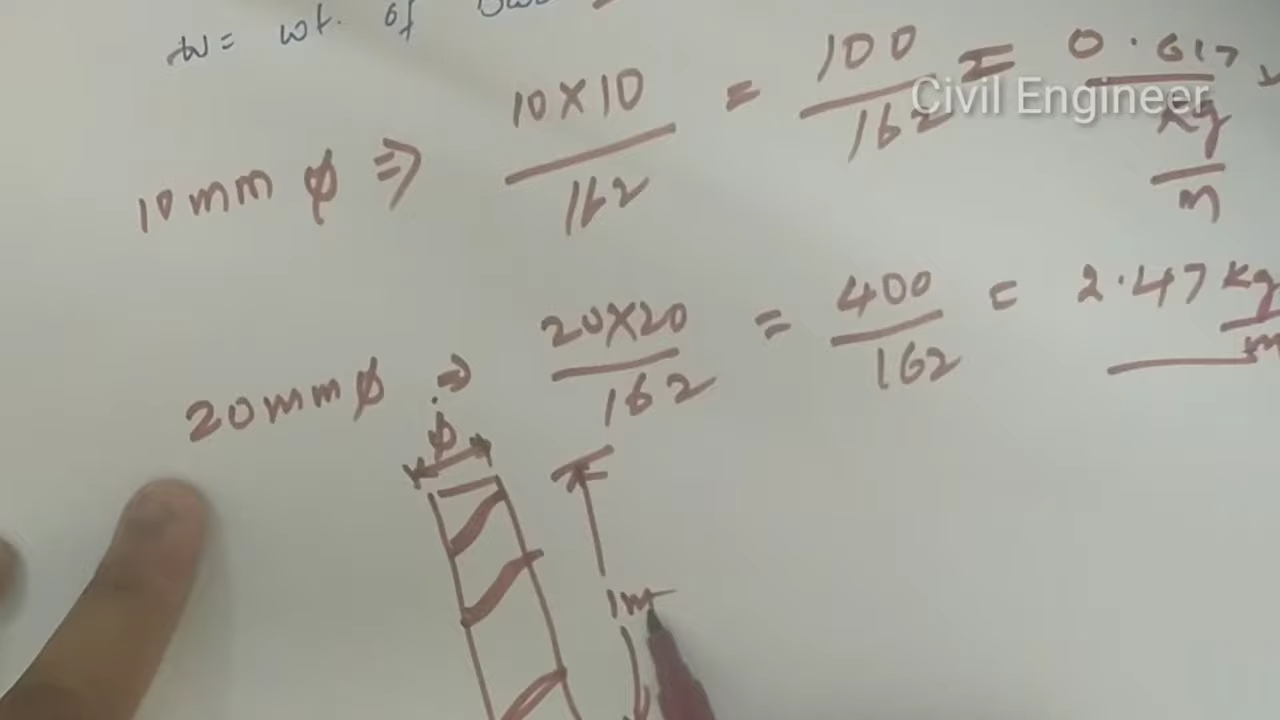 w = wt. of
10mm ϕ ⇒ 10×10/162 = 100/162 = 0.617 kg/m
Civil Engineer
20mm ϕ ⇒ 20×20/162 = 400/162 = 2.47 kg/m
ϕ
1m